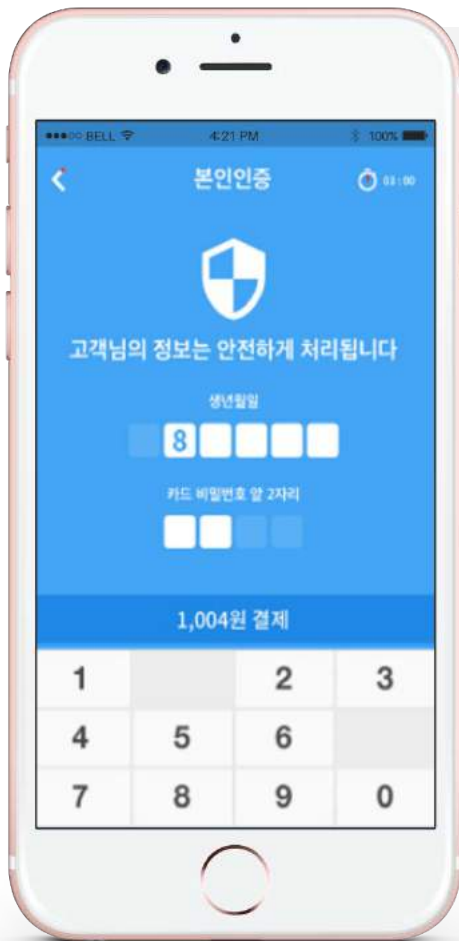 BELL 4:21 PM 100%
본인인증 03:00
고객님의 정보는 안전하게 처리됩니다
생년월일
8
카드 비밀번호 앞 2자리
1,004원 결제
1 2 3
4 5 6
7 8 9 0